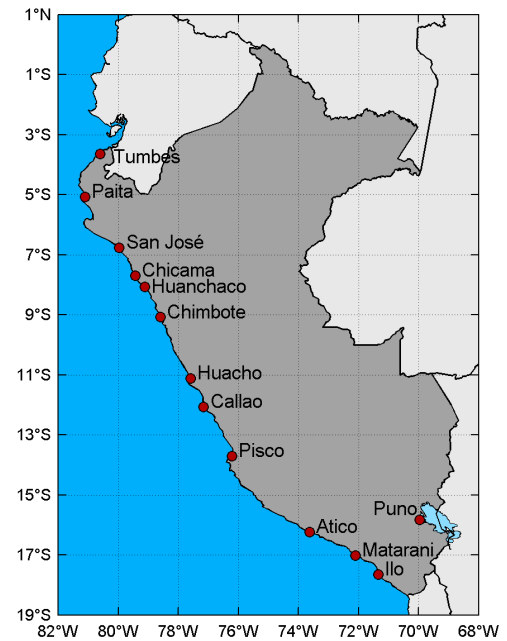 1°N
1°S
3°S
Tumbes
5°S
Paita
7°S
San José
Chicama
Huanchaco
9°S
Chimbote
11°S
Huacho
Callao
13°S
Pisco
15°S
Puno
Atico
17°S
Matarani
Ilo
19°S
82°W 80°W 78°W 76°W 74°W 72°W 70°W 68°W